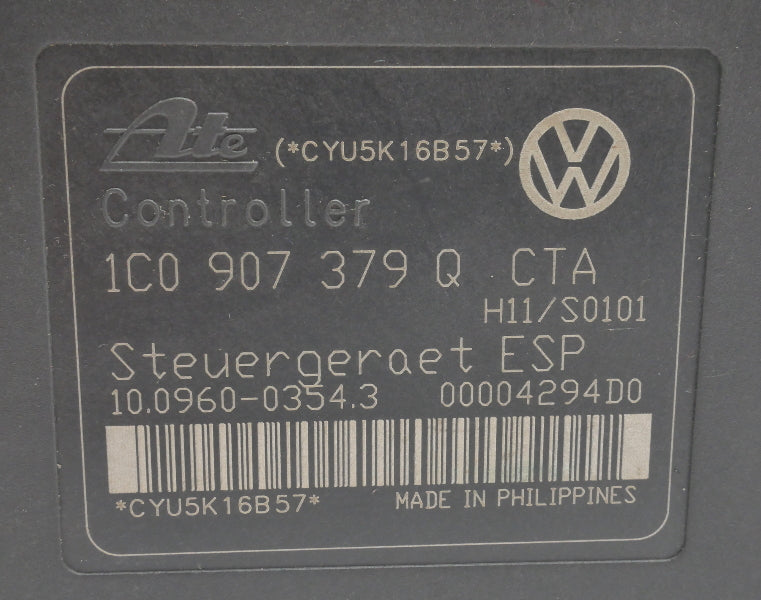 Ate (*CYU5K16B57*) VW
Controller
1C0 907 379 Q CTA
H11/S0101
Steuergeraet ESP
10.0960-0354.3 00004294D0
*CYU5K16B57* MADE IN PHILIPPINES